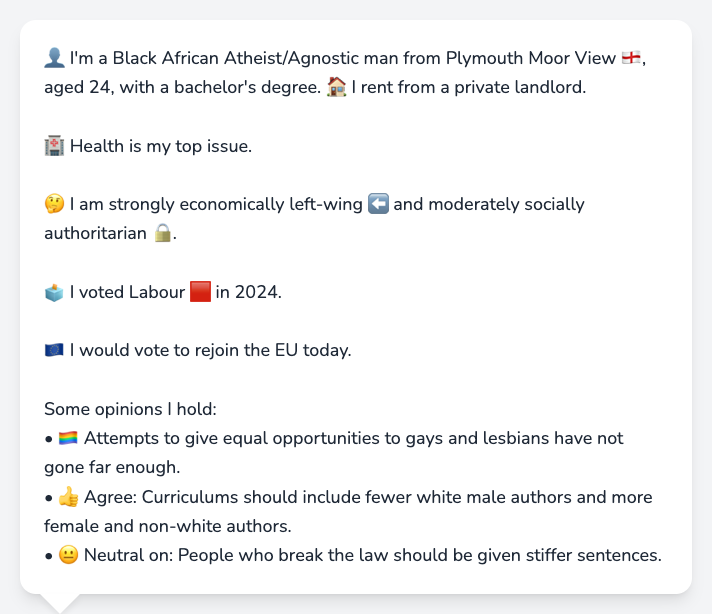 👤 I'm a Black African Atheist/Agnostic man from Plymouth Moor View 🏴󠁧󠁢󠁥󠁮󠁧󠁿,
aged 24, with a bachelor's degree. 🏠 I rent from a private landlord.
🏥 Health is my top issue.
🤔 I am strongly economically left-wing ⬅️ and moderately socially
authoritarian 🔒.
🗳️ I voted Labour 🟥 in 2024.
🇪🇺 I would vote to rejoin the EU today.
Some opinions I hold:
• 🏳️‍🌈 Attempts to give equal opportunities to gays and lesbians have not
gone far enough.
• 👍 Agree: Curriculums should include fewer white male authors and more
female and non-white authors.
• 😐 Neutral on: People who break the law should be given stiffer sentences.